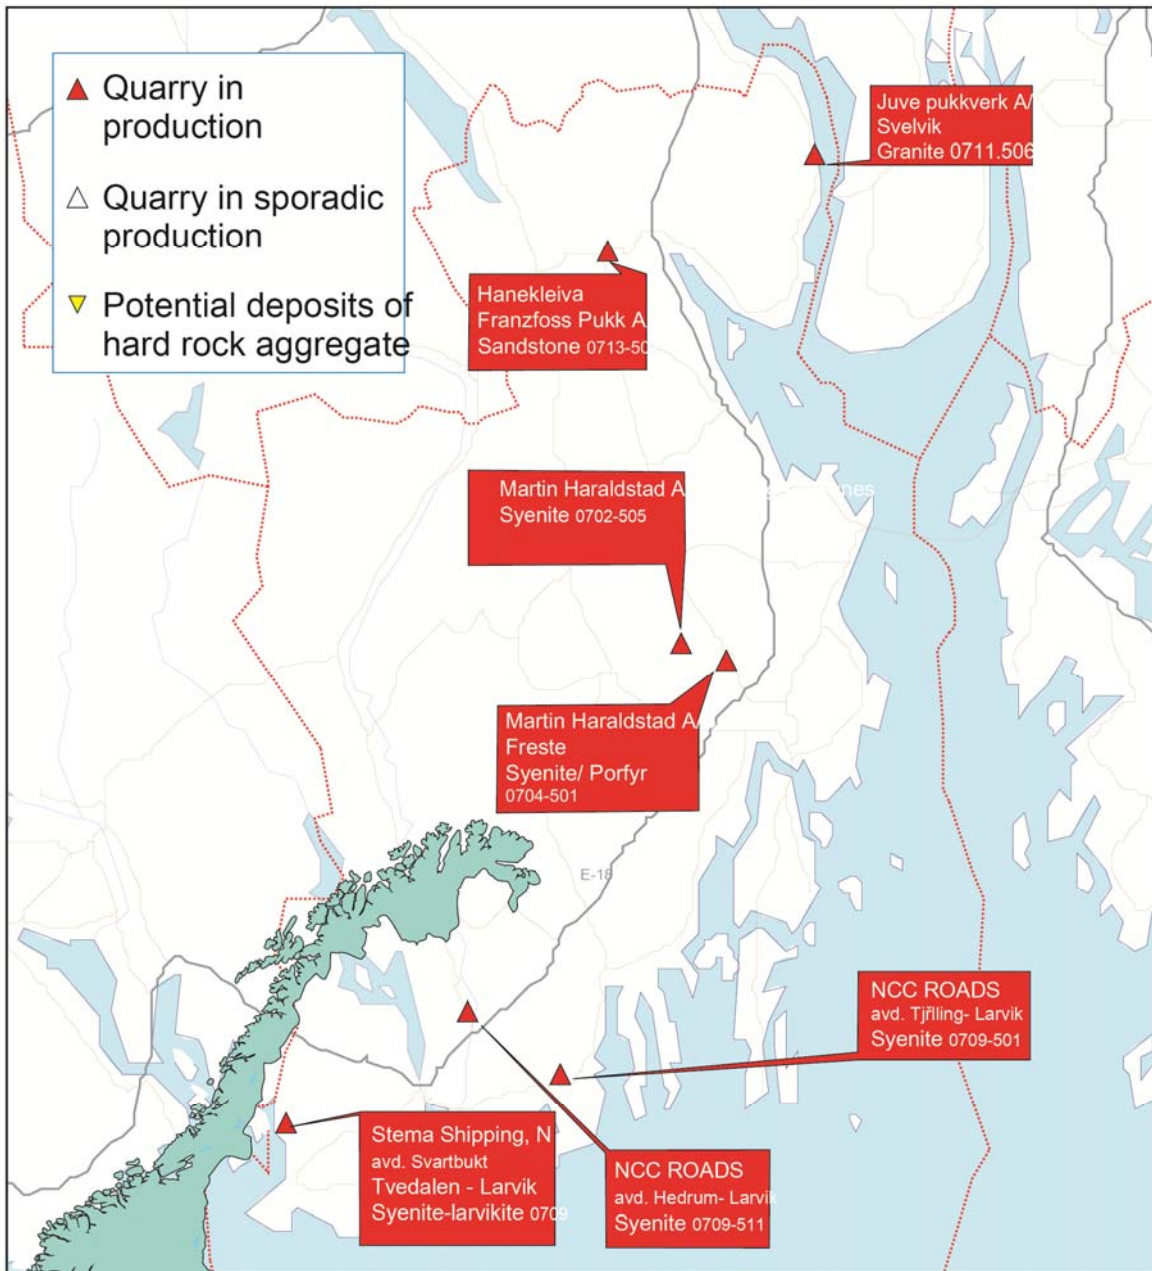 Quarry in
production
Quarry in sporadic
production
Potential deposits of
hard rock aggregate
Juve pukkverk A/
Svelvik
Granite 0711.506
Hanekleiva
Franzfoss Pukk A
Sandstone 0713-50
Martin Haraldstad A
Syenite 0702-505
Martin Haraldstad A/
Freste
Syenite/ Porfyr
0704-501
E-18
NCC ROADS
avd. Tjřlling- Larvik
Syenite 0709-501
Stema Shipping, N
avd. Svartbukt
Tvedalen - Larvik
Syenite-larvikite 0709
NCC ROADS
avd. Hedrum- Larvik
Syenite 0709-511